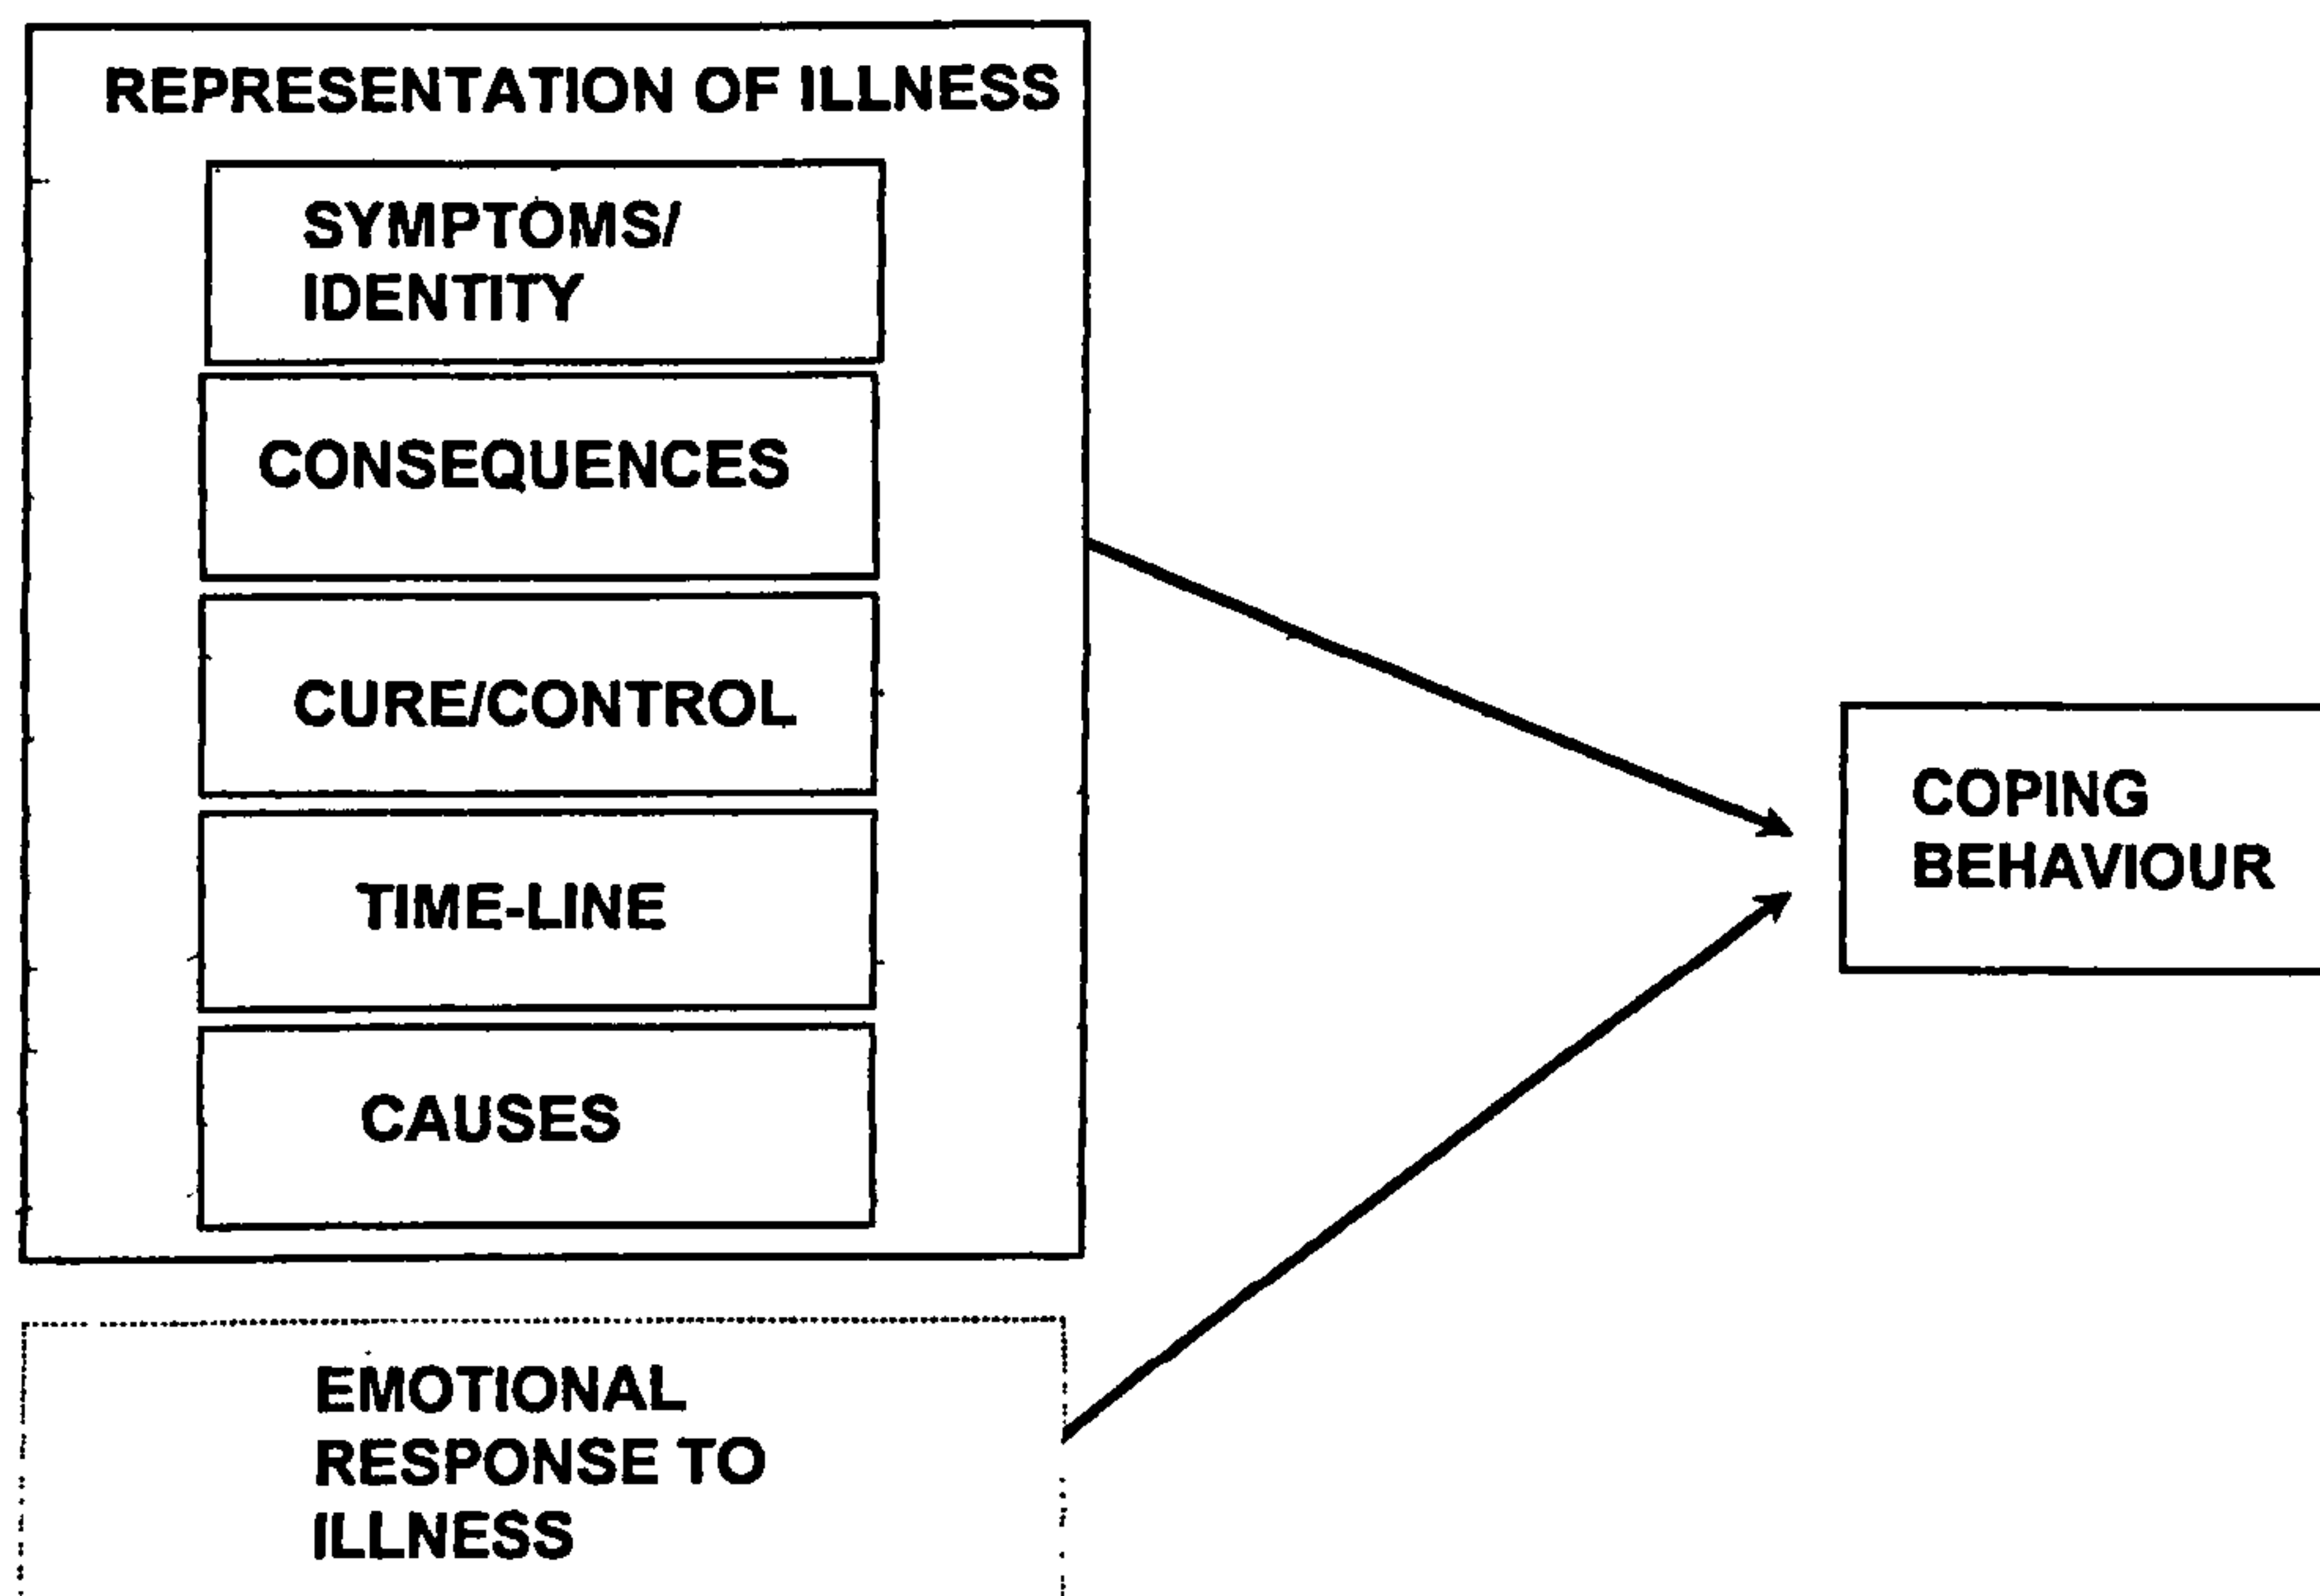 REPRESENTATION OF ILLNESS
SYMPTOMS/
IDENTITY
CONSEQUENCES
CURE/CONTROL
TIME-LINE
CAUSES
COPING
BEHAVIOUR
EMOTIONAL
RESPONSE TO
ILLNESS